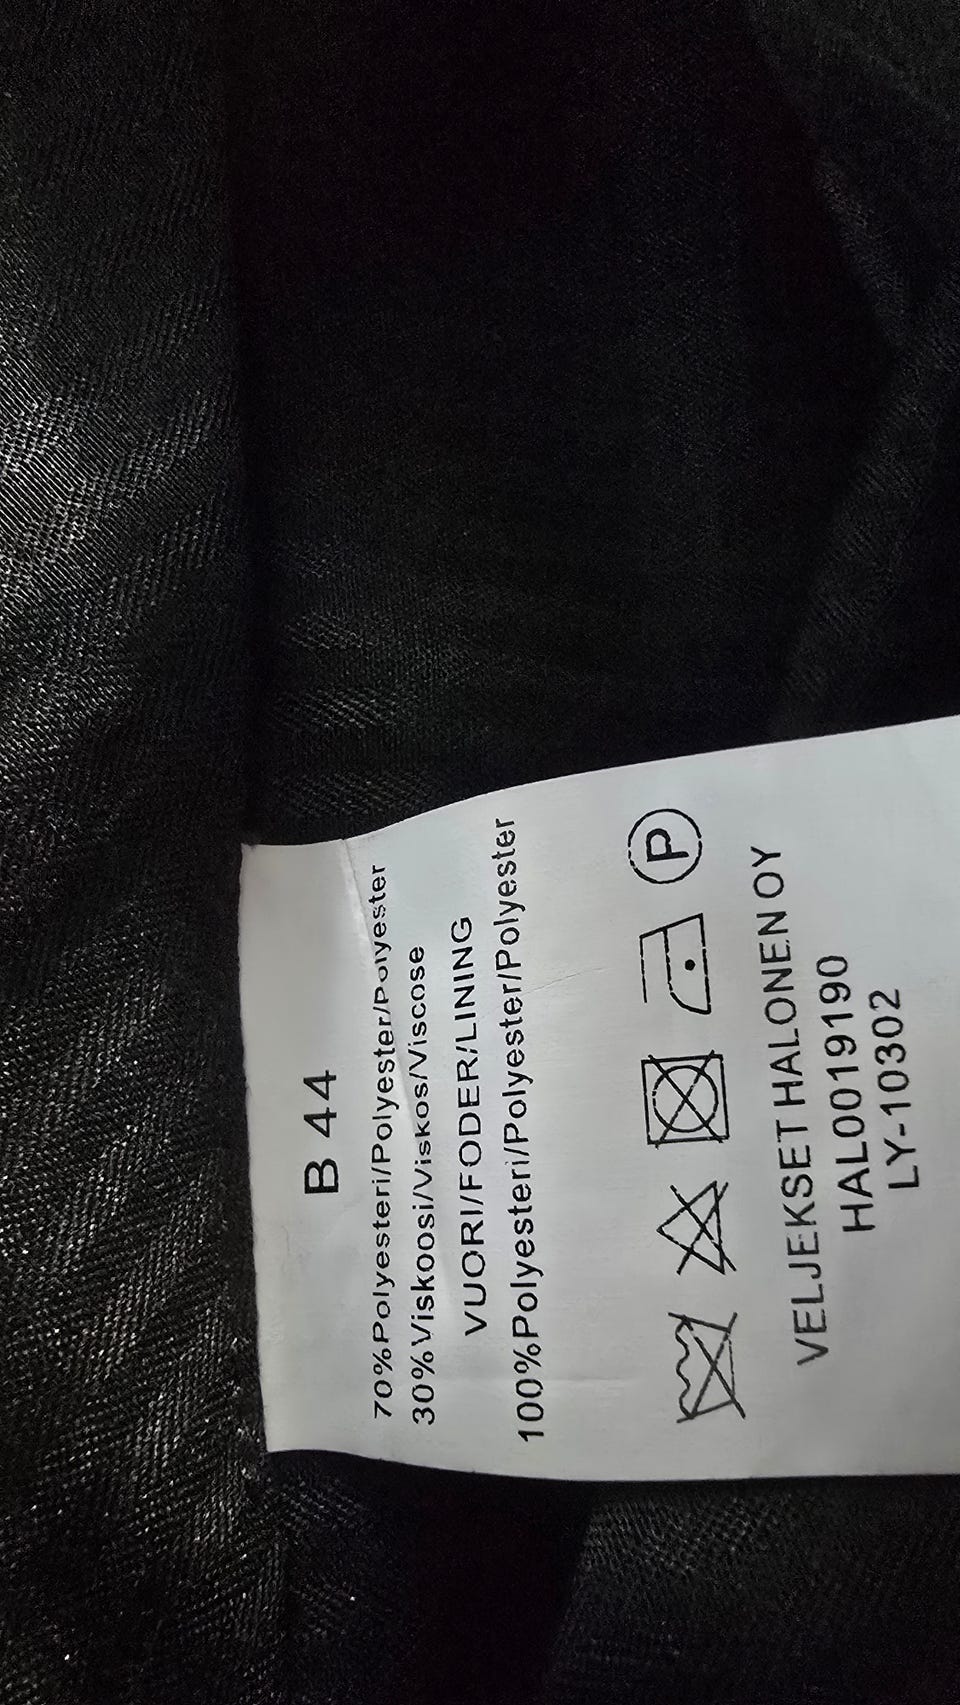 B 44
70%Polyesteri/Polyester/Polyester
30%Viskoosi/Viskos/Viscose
VUORI/FODER/LINING
100%Polyesteri/Polyester/Polyester
P
VELJEKSET HALONEN OY
HAL0019190
LY-10302